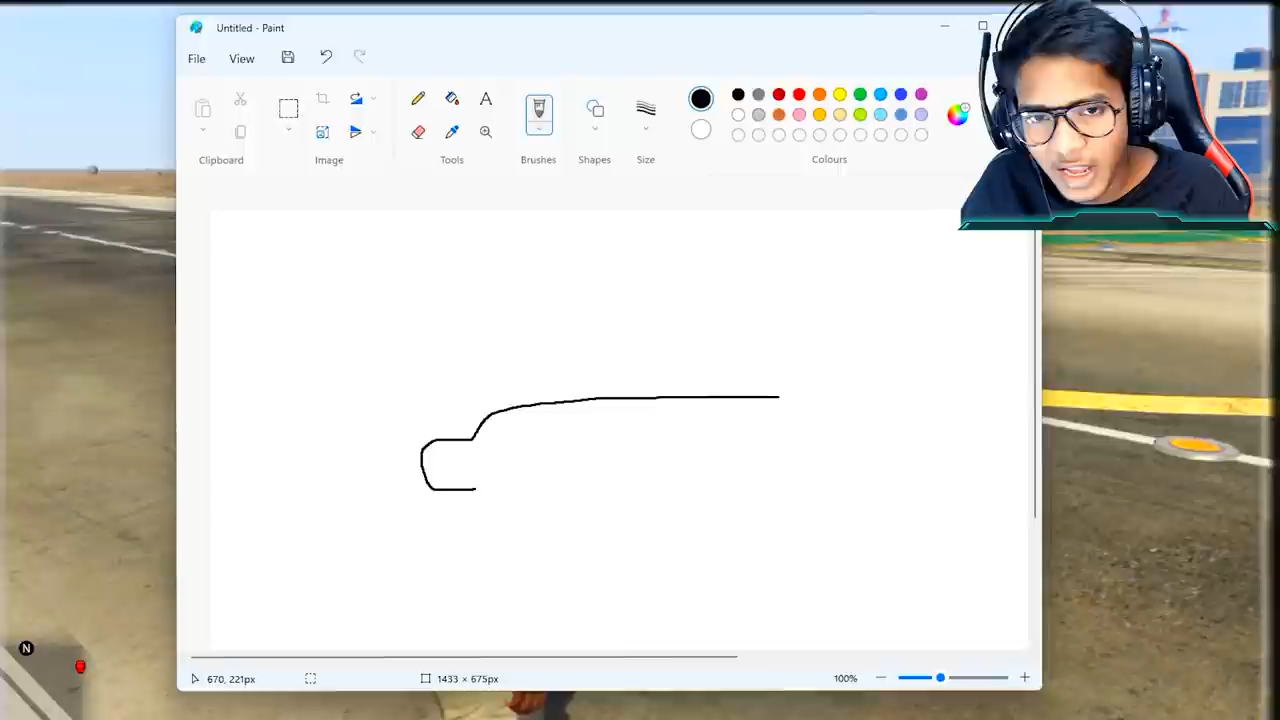 Untitled - Paint
File View
Clipboard Image Tools Brushes Shapes Size Colours
N
670, 221px 1433 × 675px 100%